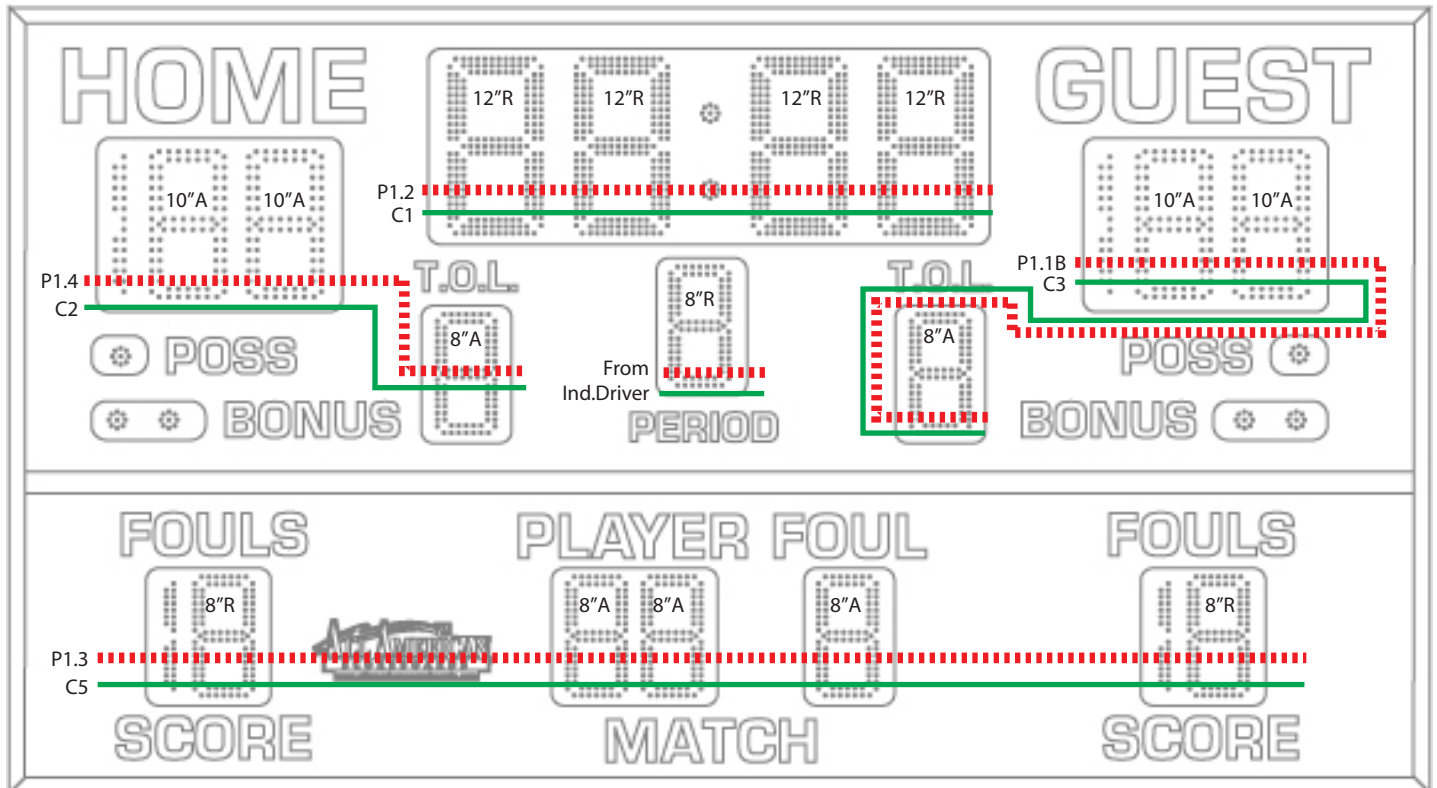 HOME
GUEST
12”R 12”R 12”R 12”R
10”A 10”A
10”A 10”A
P1.2
C1
P1.4
C2
T.O.L.
8”A
8”R
From
Ind.Driver
PERIOD
T.O.L.
8”A
P1.1B
C3
POSS
BONUS
POSS
BONUS
FOULS
PLAYER FOUL
FOULS
8”R
8”A 8”A
8”A
8”R
P1.3
C5
SCORE
MATCH
SCORE